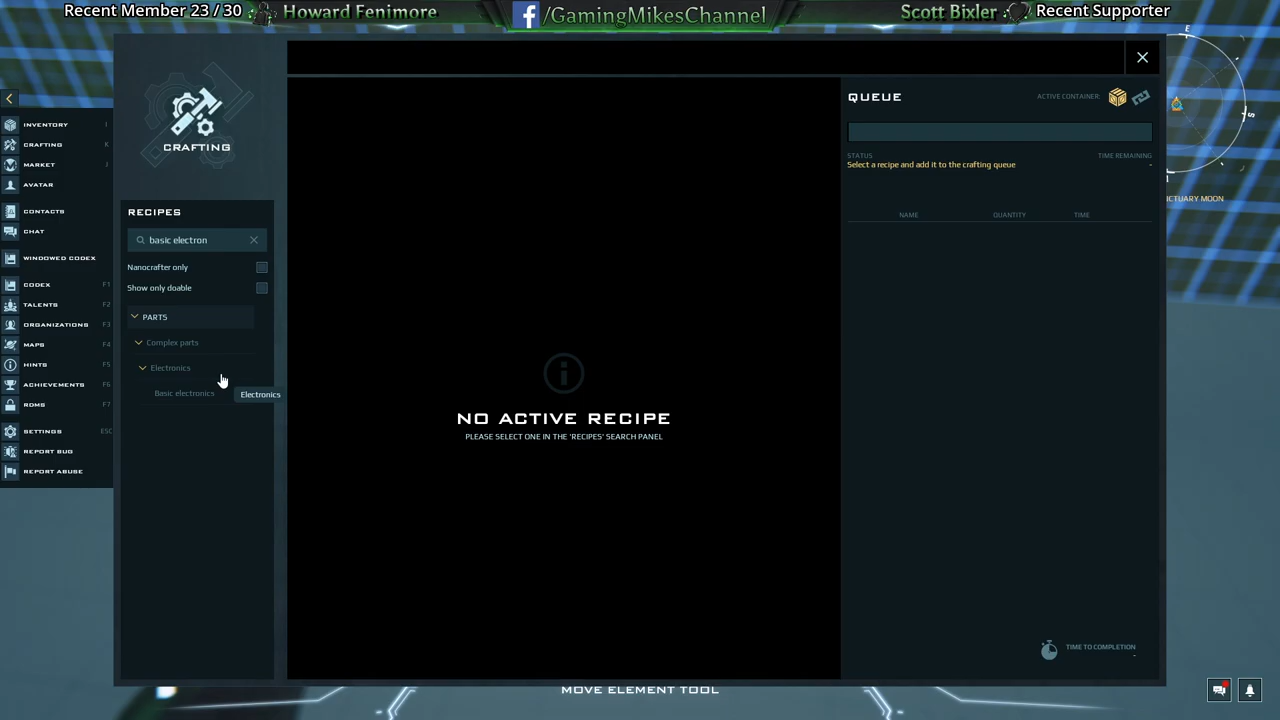 Recent Member 23 / 30
Howard Fenimore
/GamingMikesChannel
Scott Bixler
Recent Supporter
E
S
CRAFTING
INVENTORY I
CRAFTING K
MARKET J
AVATAR
CONTACTS
CHAT
WINDOWED CODEX
CODEX F1
TALENTS F2
ORGANIZATIONS F3
MAPS F4
HINTS F5
ACHIEVEMENTS F6
RDMS F7
SETTINGS ESC
REPORT BUG
REPORT ABUSE
RECIPES
basic electron
Nanocrafter only
Show only doable
PARTS
Complex parts
Electronics
Basic electronics
Electronics
NO ACTIVE RECIPE
PLEASE SELECT ONE IN THE 'RECIPES' SEARCH PANEL
QUEUE
ACTIVE CONTAINER:
STATUS
TIME REMAINING
Select a recipe and add it to the crafting queue
-
NAME QUANTITY TIME
TIME TO COMPLETION
-
CTUARY MOON
MOVE ELEMENT TOOL